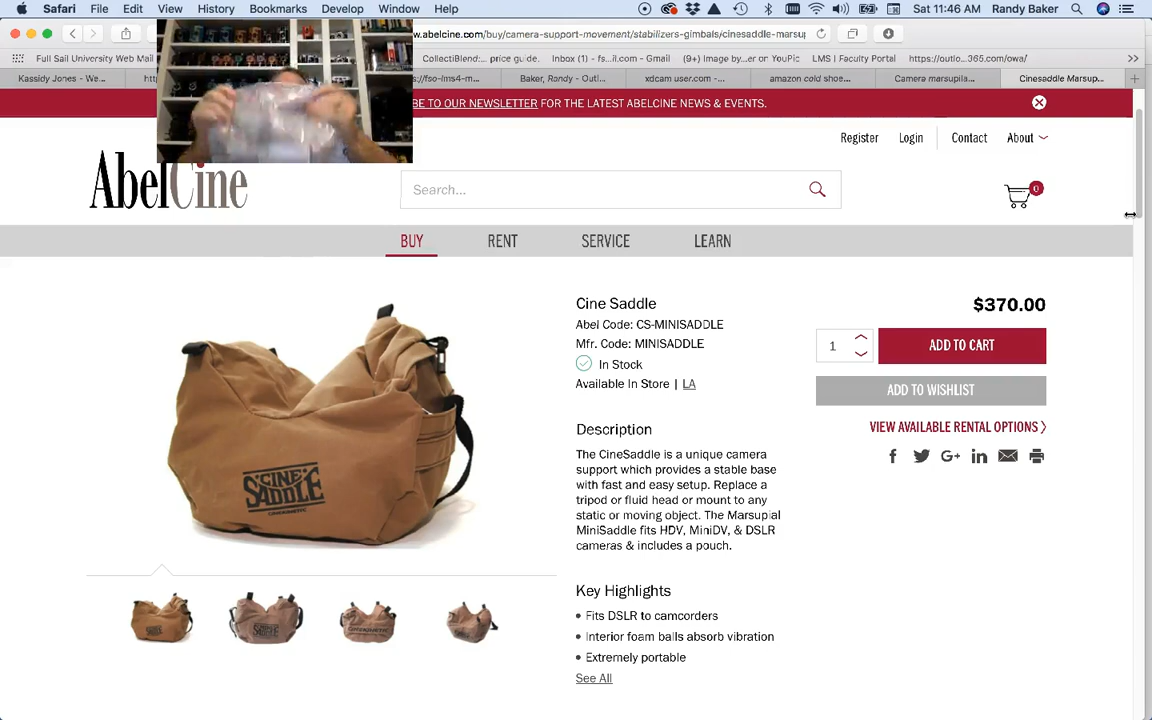 Safari File Edit View History Bookmarks Develop Window Help Sat 11:46 AM Randy Baker
w.abelcine.com/buy/camera-support-movement/stabilizers-gimbals/cinesaddle-marsu
Full Sail University Web Mail CollectiBlend: ... price guide. Inbox (1) - fs...il.com - Gmail (9+) Image by...er on YouPic LMS | Faculty Portal https://outlo...365.com/owa/ >>
Kassidy Jones - We... s://fso-lms4-m... Baker, Randy - Outl... xdcam user.com -... amazon cold shoe... Camera marsupila... Cinesaddle Marsup...
BE TO OUR NEWSLETTER FOR THE LATEST ABELCINE NEWS & EVENTS.
Register Login Contact About
AbelCine
Search...
0
BUY RENT SERVICE LEARN
Cine Saddle
$370.00
Abel Code: CS-MINISADDLE
Mfr. Code: MINISADDLE
1
ADD TO CART
In Stock
Available In Store | LA
ADD TO WISHLIST
VIEW AVAILABLE RENTAL OPTIONS
Description
The CineSaddle is a unique camera
support which provides a stable base
with fast and easy setup. Replace a
tripod or fluid head or mount to any
static or moving object. The Marsupial
MiniSaddle fits HDV, MiniDV, & DSLR
cameras & includes a pouch.
CINE
SADDLE
CINEKINETIC
Key Highlights
• Fits DSLR to camcorders
• Interior foam balls absorb vibration
• Extremely portable
See All